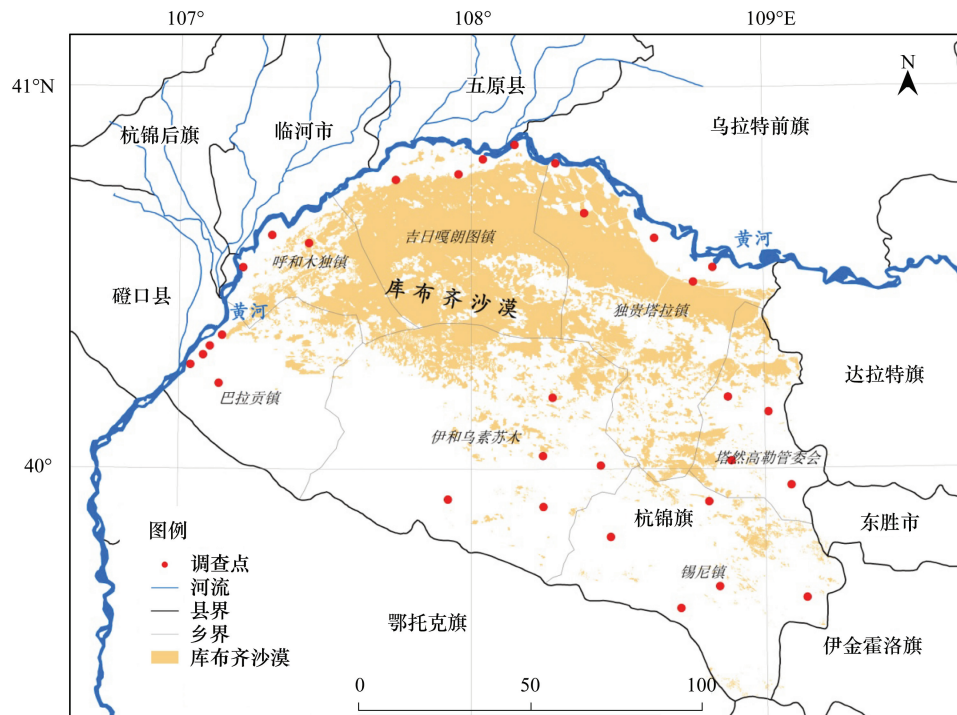 107°
108°
109°E
41°N
五原县
N
杭锦后旗
临河市
乌拉特前旗
吉日嘎朗图镇
黄河
呼和木独镇
磴口县
库布齐沙漠
黄河
独贵塔拉镇
达拉特旗
巴拉贡镇
伊和乌素苏木
塔然高勒管委会
40°
杭锦旗
东胜市
图例
调查点
锡尼镇
河流
县界
鄂托克旗
乡界
伊金霍洛旗
库布齐沙漠
0
50
100